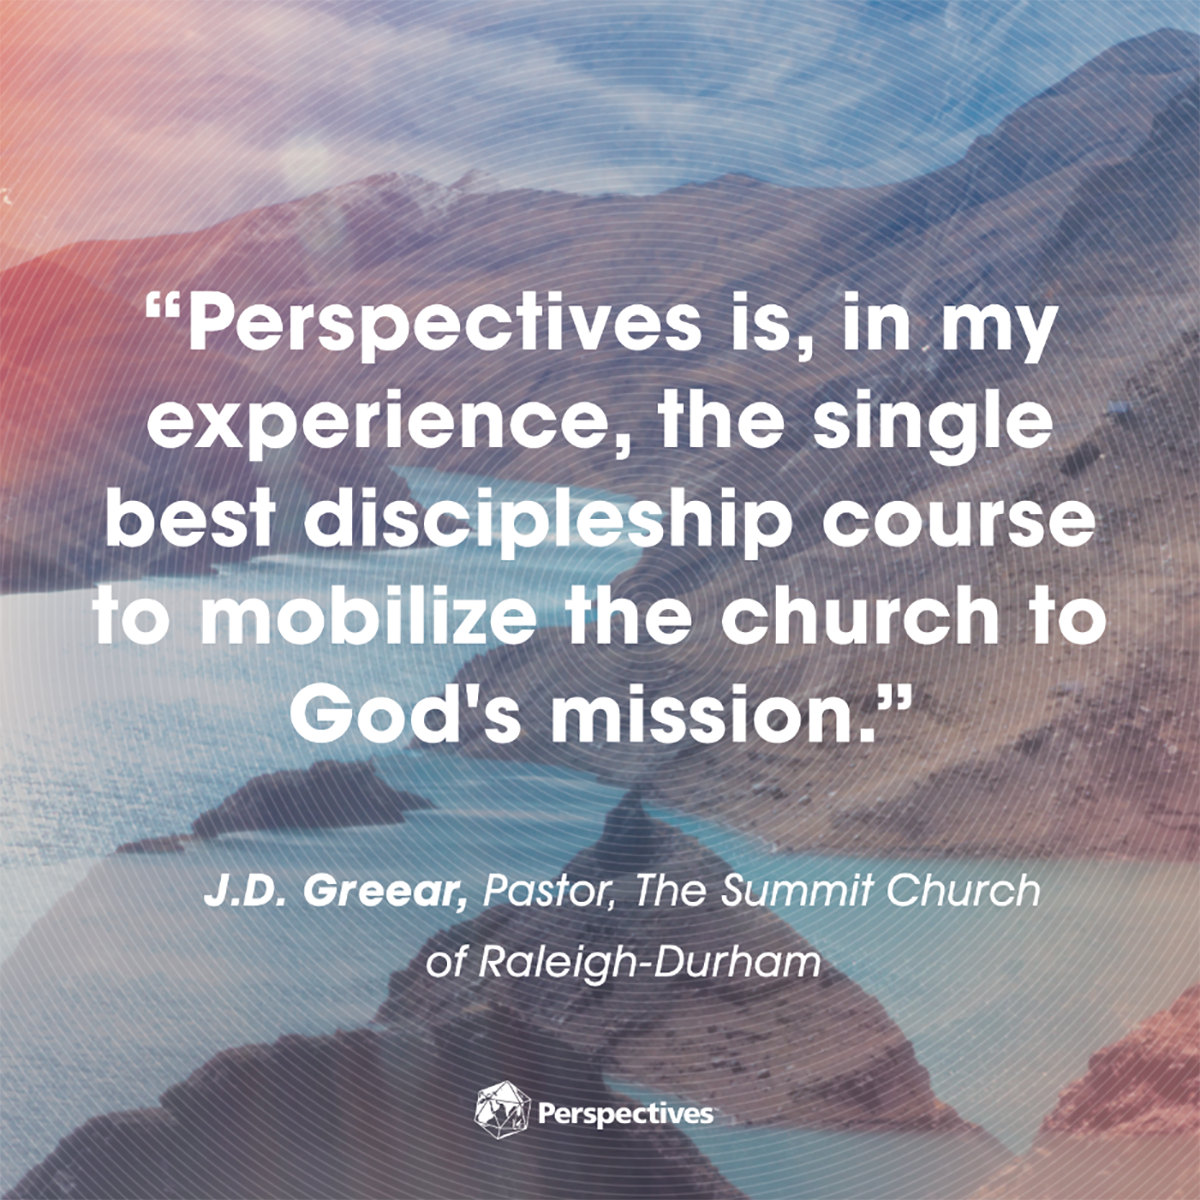 “Perspectives is, in my
experience, the single
best discipleship course
to mobilize the church to
God's mission.”
J.D. Greear, Pastor, The Summit Church
of Raleigh-Durham
Perspectives